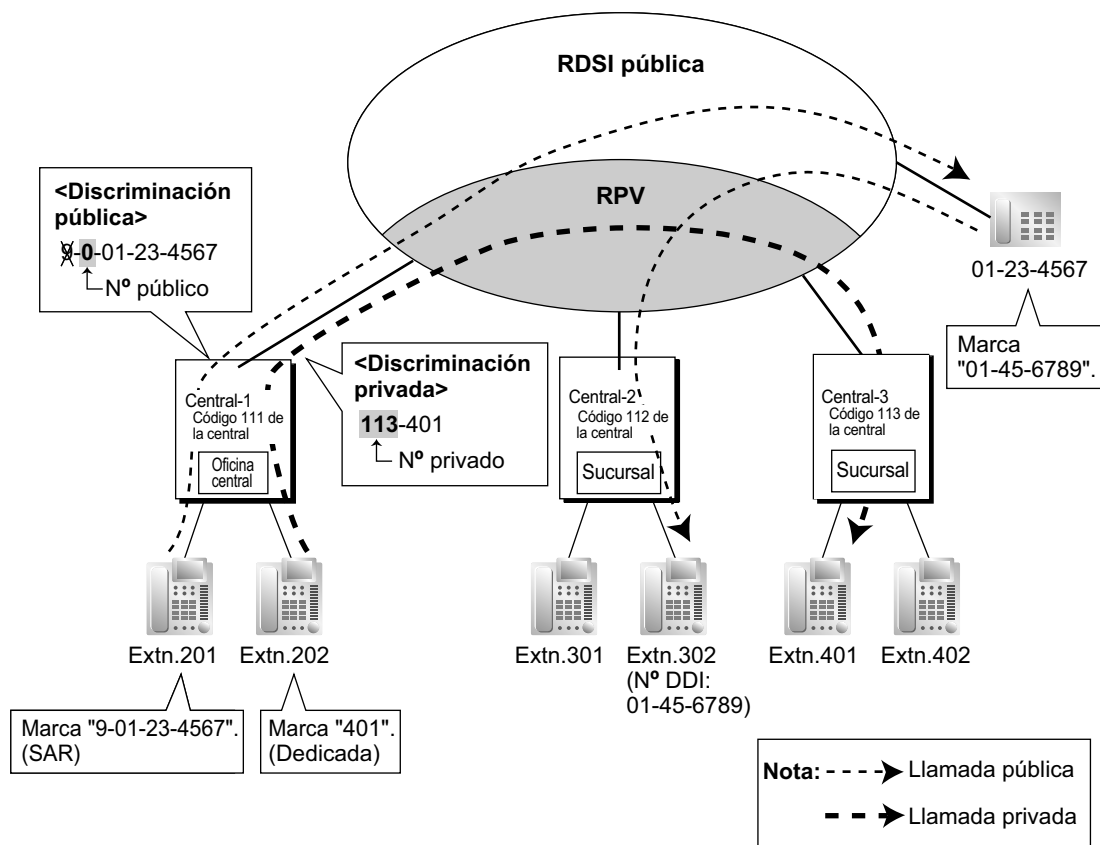 RDSI pública
RPV
<Discriminación
pública>
9-0-01-23-4567
Nº público
01-23-4567
Marca
"01-45-6789".
<Discriminación
privada>
113-401
Nº privado
Central-1
Código 111 de
la central
Oficina
central
Central-2
Código 112 de
la central
Sucursal
Central-3
Código 113 de
la central
Sucursal
Extn.201
Extn.202
Extn.301
Extn.302
(Nº DDI:
01-45-6789)
Extn.401
Extn.402
Marca "9-01-23-4567".
(SAR)
Marca "401".
(Dedicada)
Nota:
Llamada pública
Llamada privada